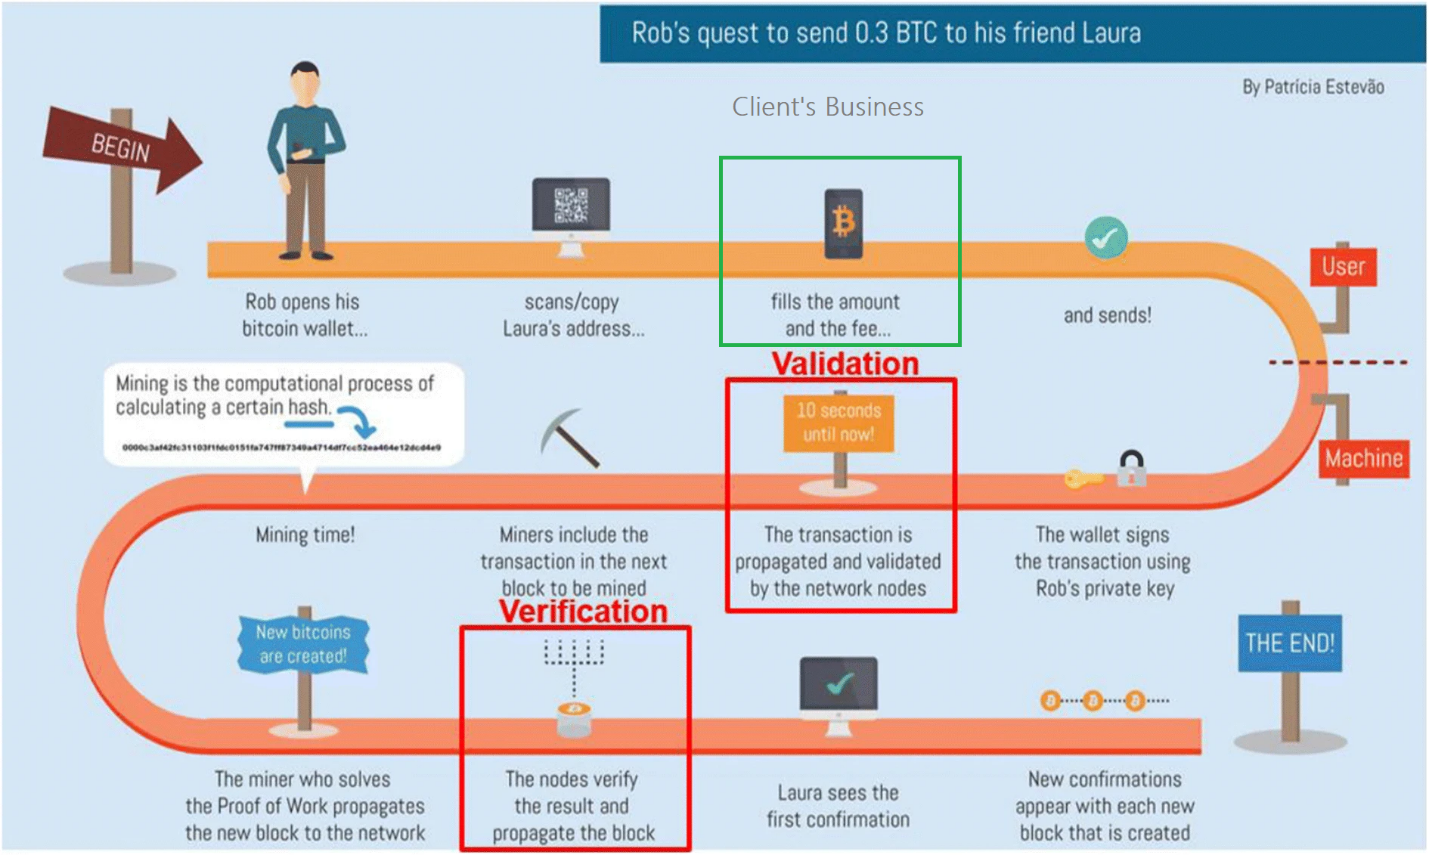 Rob's quest to send 0.3 BTC to his friend Laura
By Patrícia Estevão
Client's Business
BEGIN
Rob opens his
bitcoin wallet...
scans/copy
Laura's address...
fills the amount
and the fee...
and sends!
User
Machine
Mining is the computational process of
calculating a certain hash.
Validation
10 seconds
until now!
The wallet signs
the transaction using
Rob's private key
The transaction is
propagated and validated
by the network nodes
Miners include the
transaction in the next
block to be mined
Mining time!
New bitcoins
are created!
The miner who solves
the Proof of Work propagates
the new block to the network
Verification
The nodes verify
the result and
propagate the block
Laura sees the
first confirmation
New confirmations
appear with each new
block that is created
THE END!